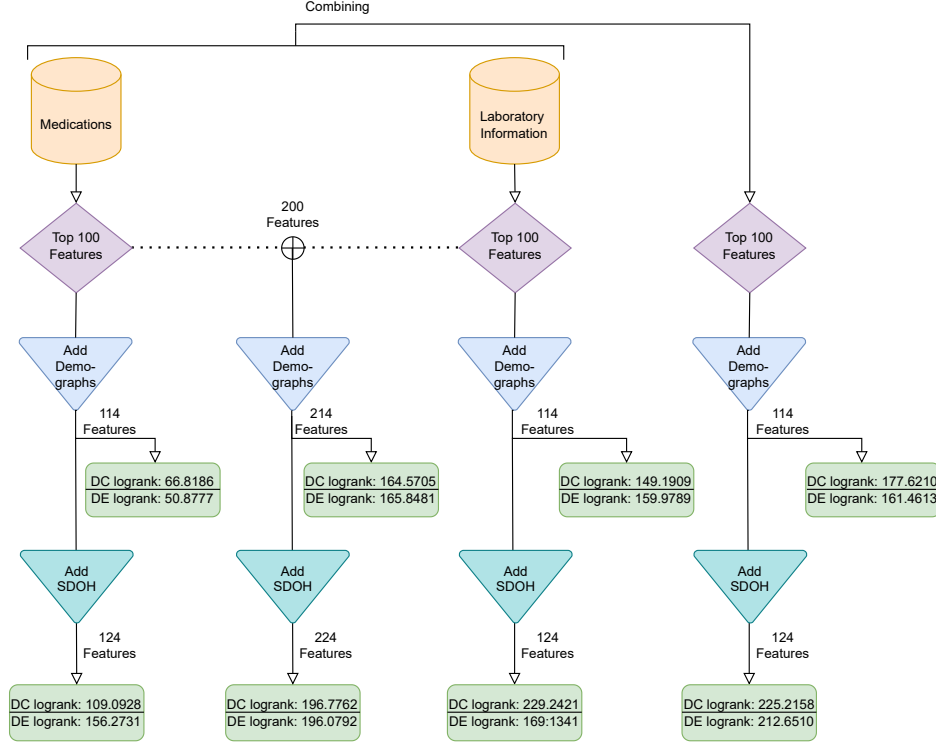 Combining
Medications
Laboratory
Information
200
Features
Top 100
Features
Top 100
Features
Top 100
Features
Add
Demo-
graphs
Add
Demo-
graphs
Add
Demo-
graphs
Add
Demo-
graphs
114
Features
214
Features
114
Features
114
Features
DC logrank: 66.8186
DE logrank: 50.8777
DC logrank: 164.5705
DE logrank: 165.8481
DC logrank: 149.1909
DE logrank: 159.9789
DC logrank: 177.6210
DE logrank: 161.4613
Add
SDOH
Add
SDOH
Add
SDOH
Add
SDOH
124
Features
224
Features
124
Features
124
Features
DC logrank: 109.0928
DE logrank: 156.2731
DC logrank: 196.7762
DE logrank: 196.0792
DC logrank: 229.2421
DE logrank: 169:1341
DC logrank: 225.2158
DE logrank: 212.6510